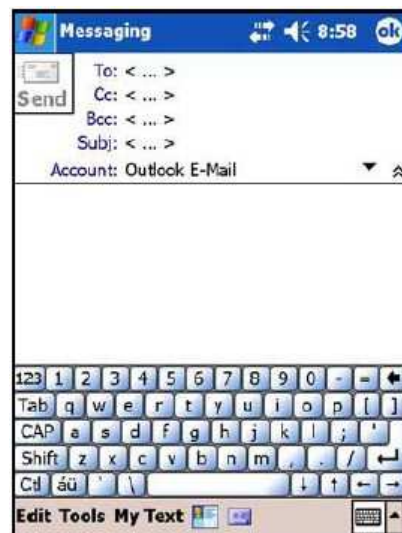 Messaging 8:58 ok
Send
To: < ... >
Cc: < ... >
Bcc: < ... >
Subj: < ... >
Account: Outlook E-Mail
123 1 2 3 4 5 6 7 8 9 0 - =
Tab q w e r t y u i o p [ ]
CAP a s d f g h j k l ; '
Shift z x c v b n m , . /
Ctl áü ` \
Edit Tools My Text